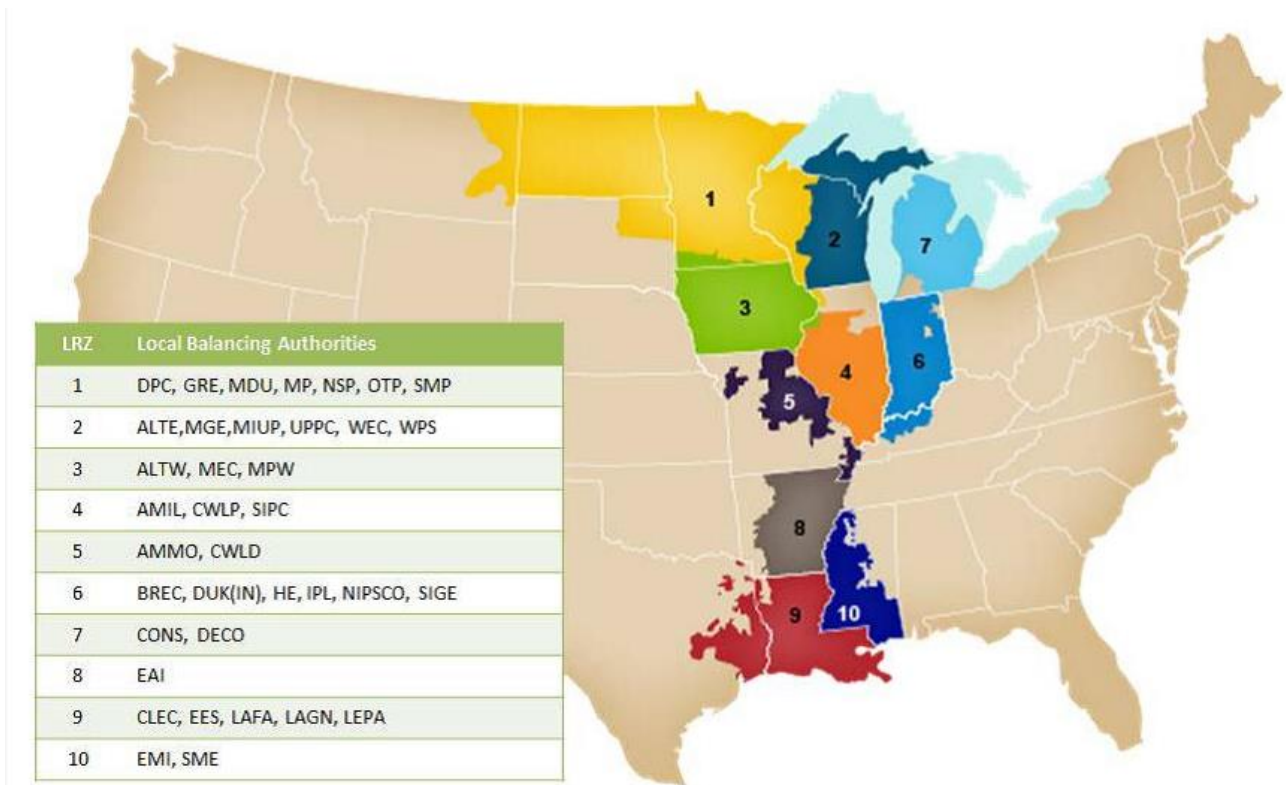 1
2
7
3
4
6
5
8
9
10
LRZ Local Balancing Authorities
1 DPC, GRE, MDU, MP, NSP, OTP, SMP
2 ALTE,MGE,MIUP, UPPC, WEC, WPS
3 ALTW, MEC, MPW
4 AMIL, CWLP, SIPC
5 AMMO, CWLD
6 BREC, DUK(IN), HE, IPL, NIPSCO, SIGE
7 CONS, DECO
8 EAI
9 CLEC, EES, LAFA, LAGN, LEPA
10 EMI, SME